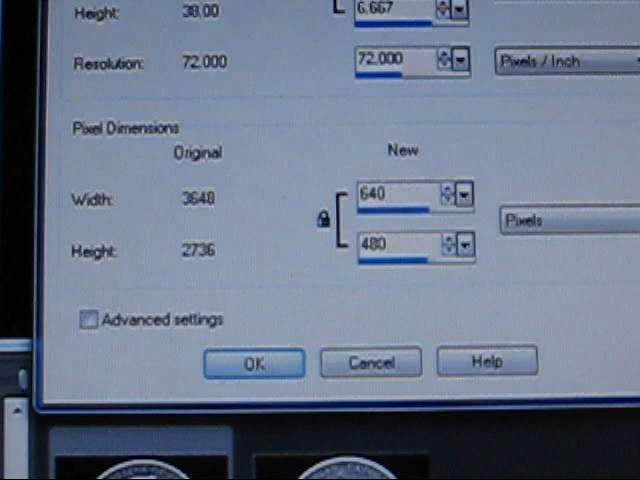 Height: 38.00 6.667
Resolution: 72.000 72.000 Pixels / Inch
Pixel Dimensions
Original New
Width: 3648 640
Pixels
Height: 2736 480
Advanced settings
OK Cancel Help